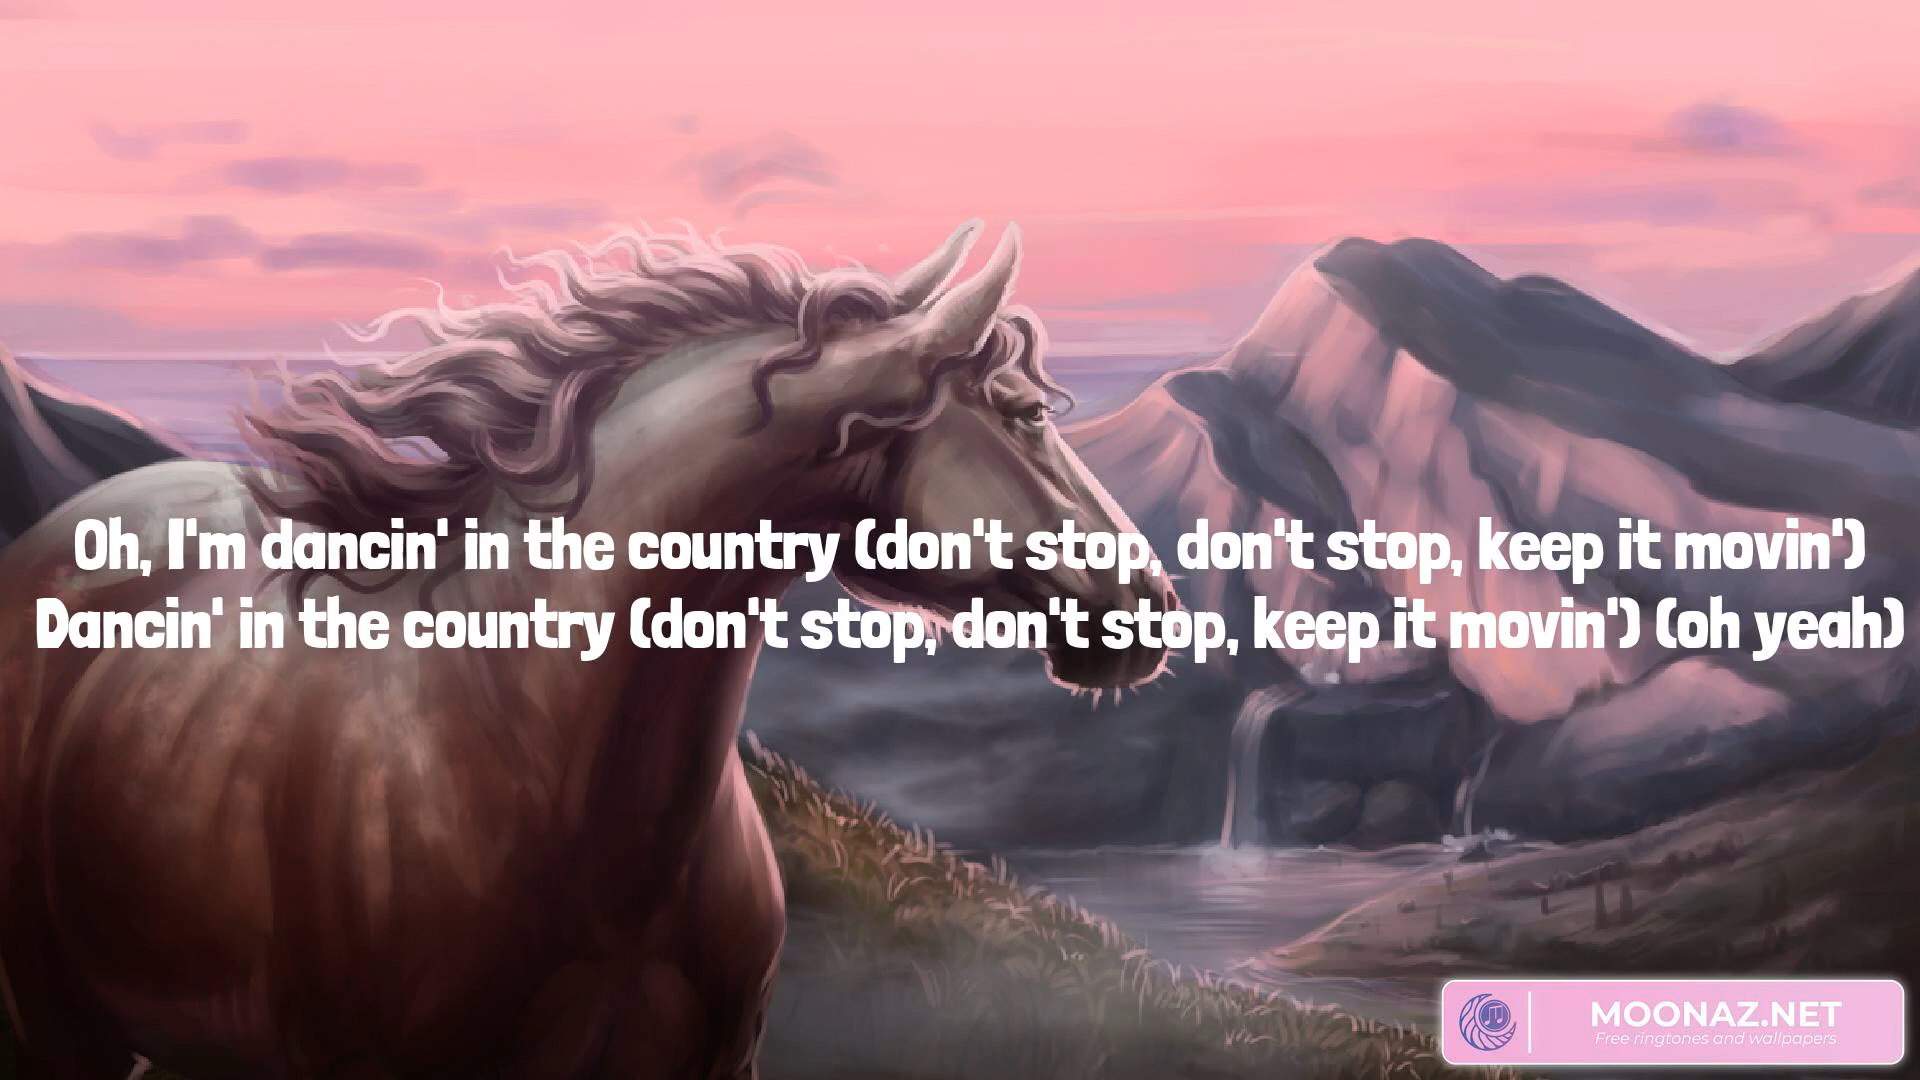 Oh, I'm dancin' in the country (don't stop, don't stop, keep it movin')
Dancin' in the country (don't stop, don't stop, keep it movin') (oh yeah)
MOONAZ.NET
Free ringtones and wallpapers